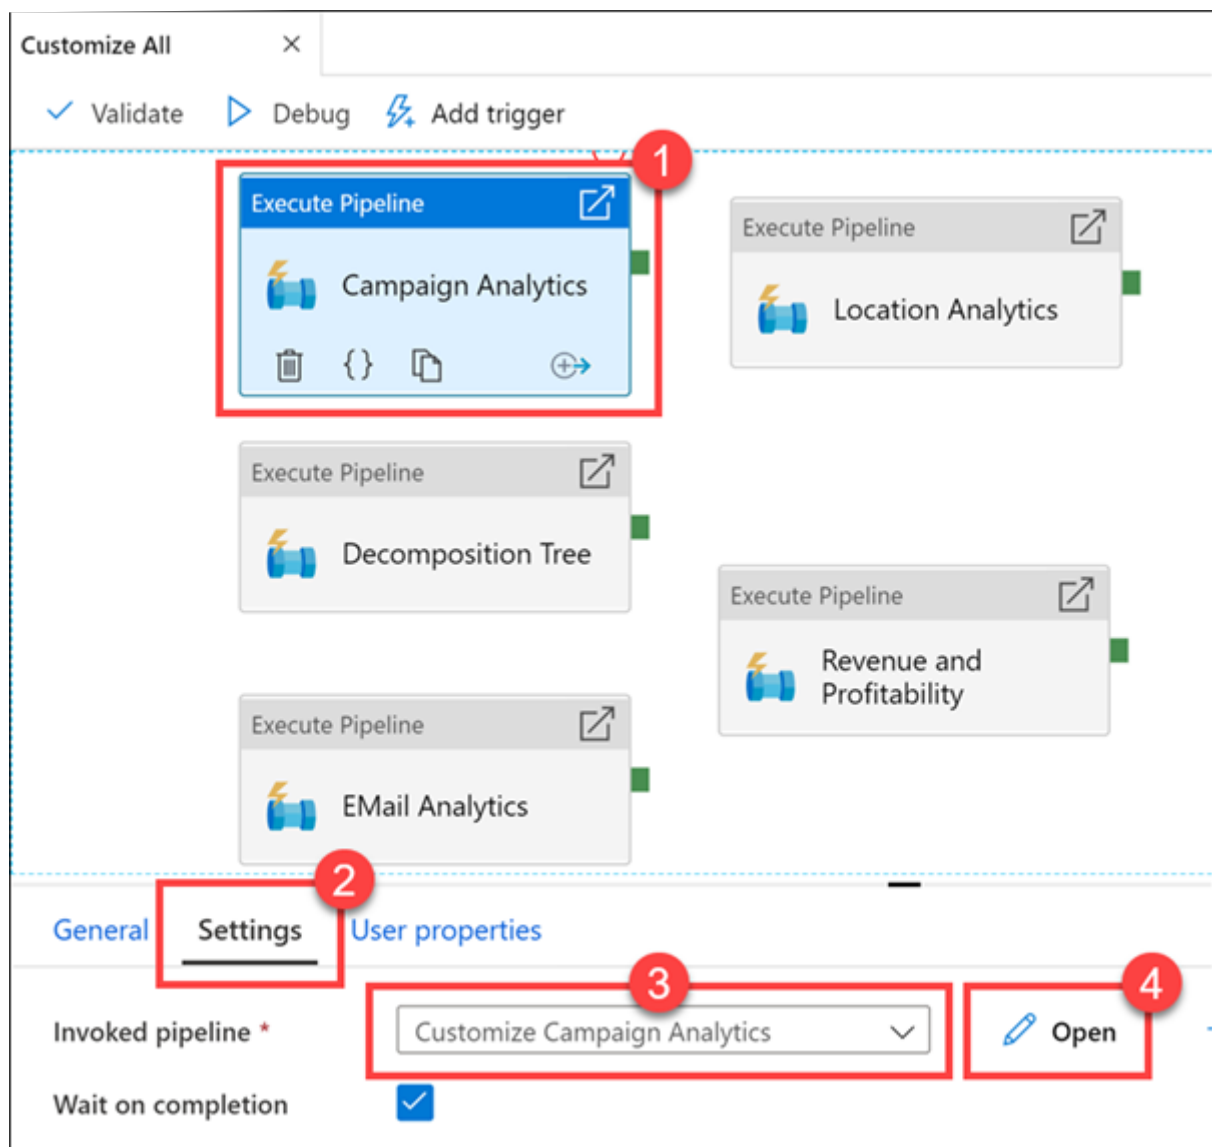 Customize All
Validate
Debug
Add trigger
1
Execute Pipeline
Campaign Analytics
{}
Execute Pipeline
Location Analytics
Execute Pipeline
Decomposition Tree
Execute Pipeline
Revenue and
Profitability
Execute Pipeline
EMail Analytics
2
General
Settings
User properties
3
4
Invoked pipeline *
Customize Campaign Analytics
Open
Wait on completion